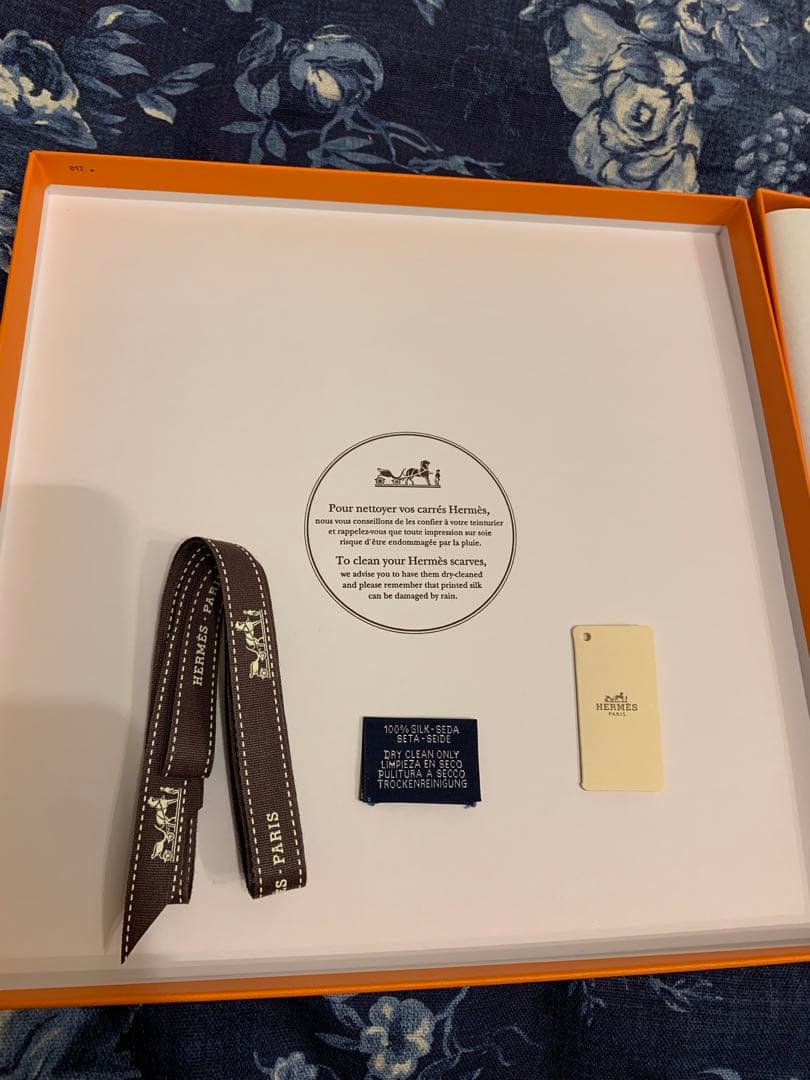 017
Pour nettoyer vos carrés Hermès,
nous vous conseillons de les confier à votre teinturier
et rappelez-vous que toute impression sur soie
risque d'être endommagée par la pluie.
To clean your Hermès scarves,
we advise you to have them dry-cleaned
and please remember that printed silk
can be damaged by rain.
HERMÈS · PARI
S · PARIS
100% SILK - SEDA
SETA - SEIDE
DRY CLEAN ONLY
LIMPIEZA EN SECO
PULITURA A SECCO
TROCKENREINIGUNG
HERMÈS
PARIS